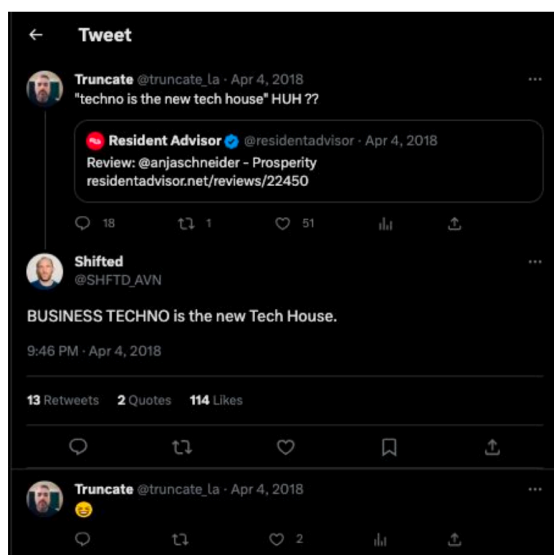 Tweet
Truncate @truncate_la · Apr 4, 2018
"techno is the new tech house" HUH ??
Resident Advisor @residentadvisor · Apr 4, 2018
Review: @anjaschneider - Prosperity
residentadvisor.net/reviews/22450
18 1 51
Shifted
@SHFTD_AVN
BUSINESS TECHNO is the new Tech House.
9:46 PM · Apr 4, 2018
13 Retweets 2 Quotes 114 Likes
Truncate @truncate_la · Apr 4, 2018
😆
2